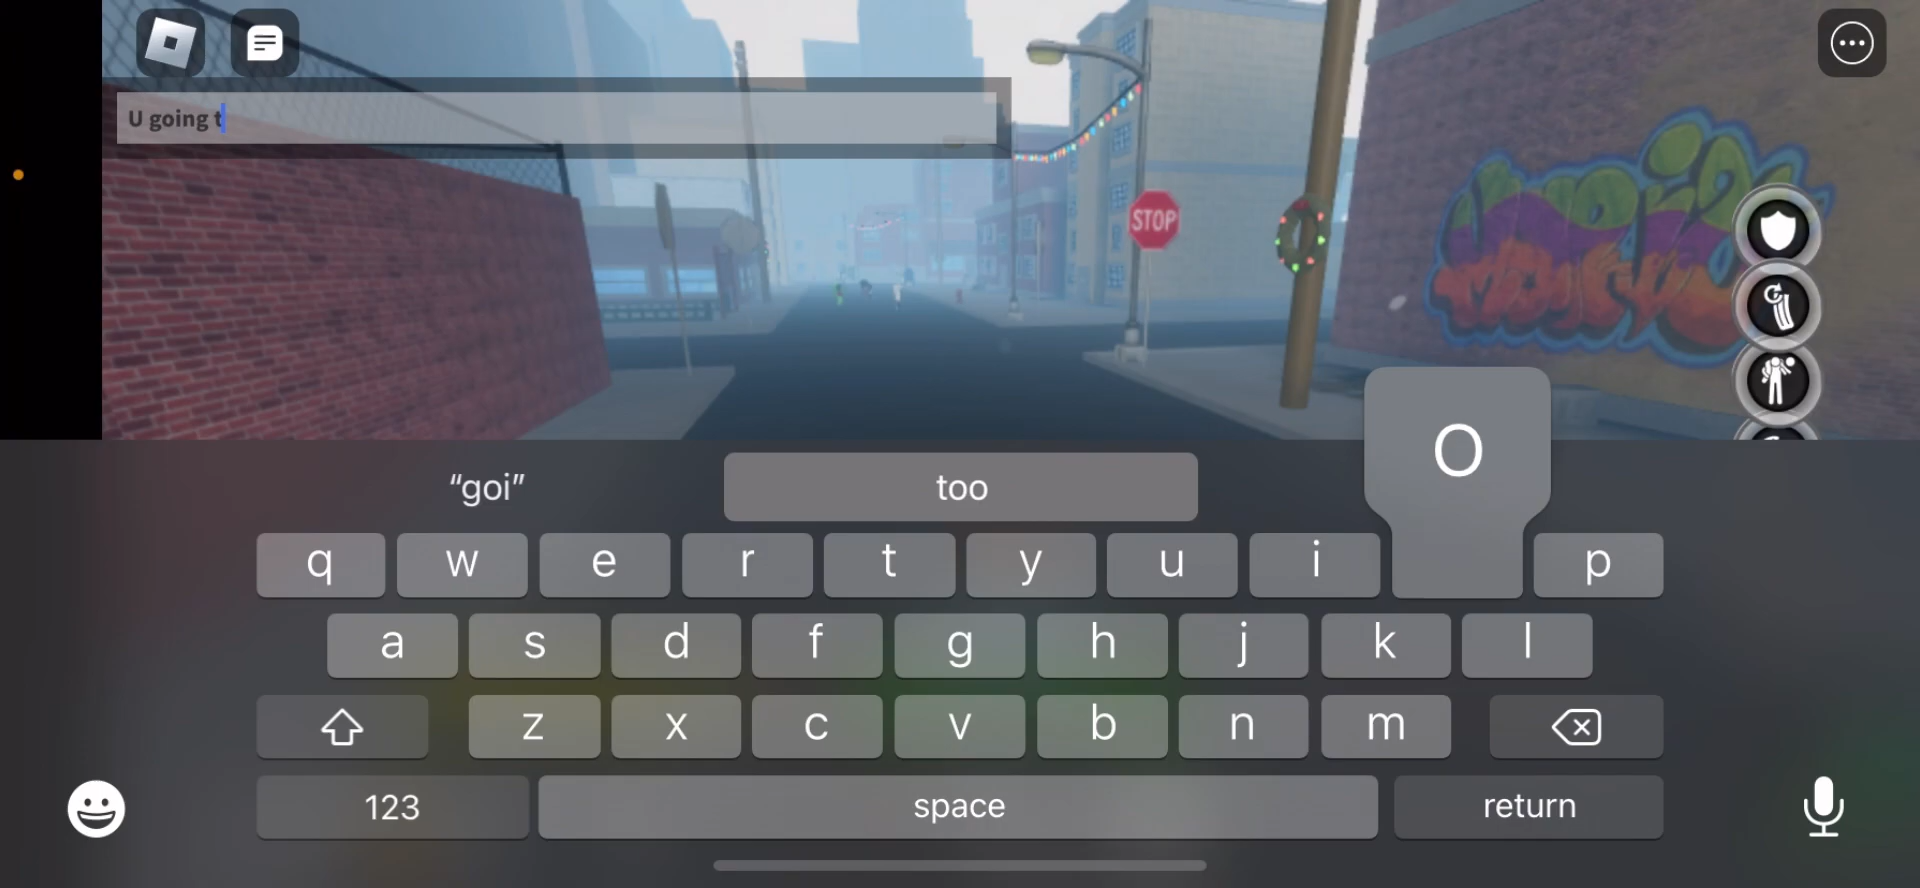 U going t
STOP
“goi” too
O
q w e r t y u i p
a s d f g h j k l
z x c v b n m
123 space return